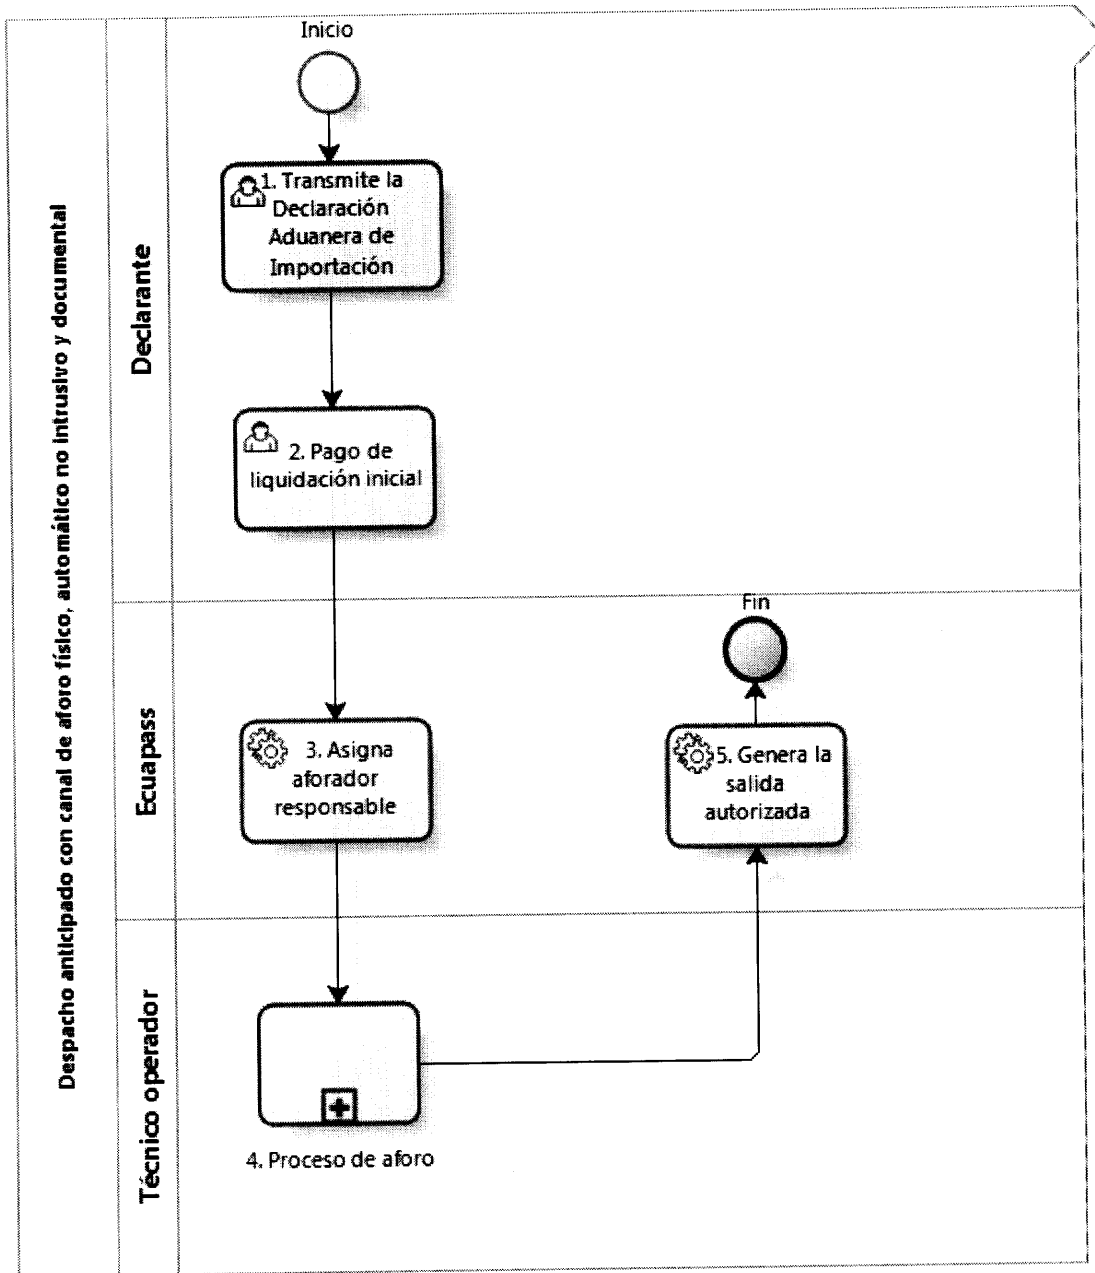 Despacho anticipado con canal de aforo físico, automático no intrusivo y documental
Declarante
Inicio
1. Transmite la
Declaración
Aduanera de
Importación
2. Pago de
liquidación inicial
Ecuapass
3. Asigna
aforador
responsable
Fin
5. Genera la
salida
autorizada
Técnico operador
4. Proceso de aforo